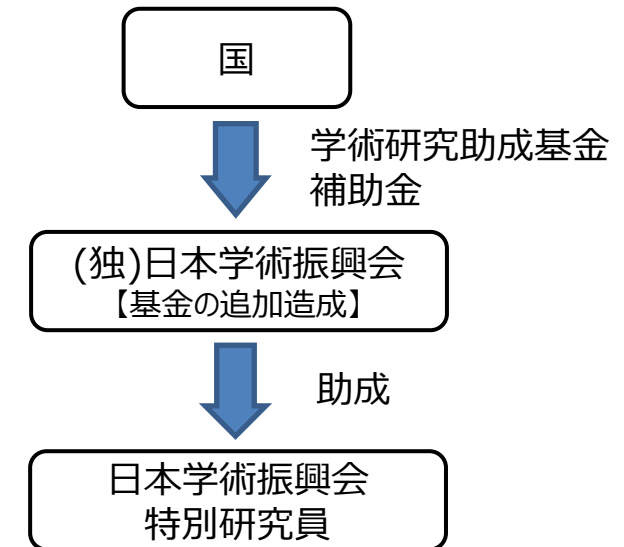 国
学術研究助成基金
補助金
(独)日本学術振興会
【基金の追加造成】
助成
日本学術振興会
特別研究員